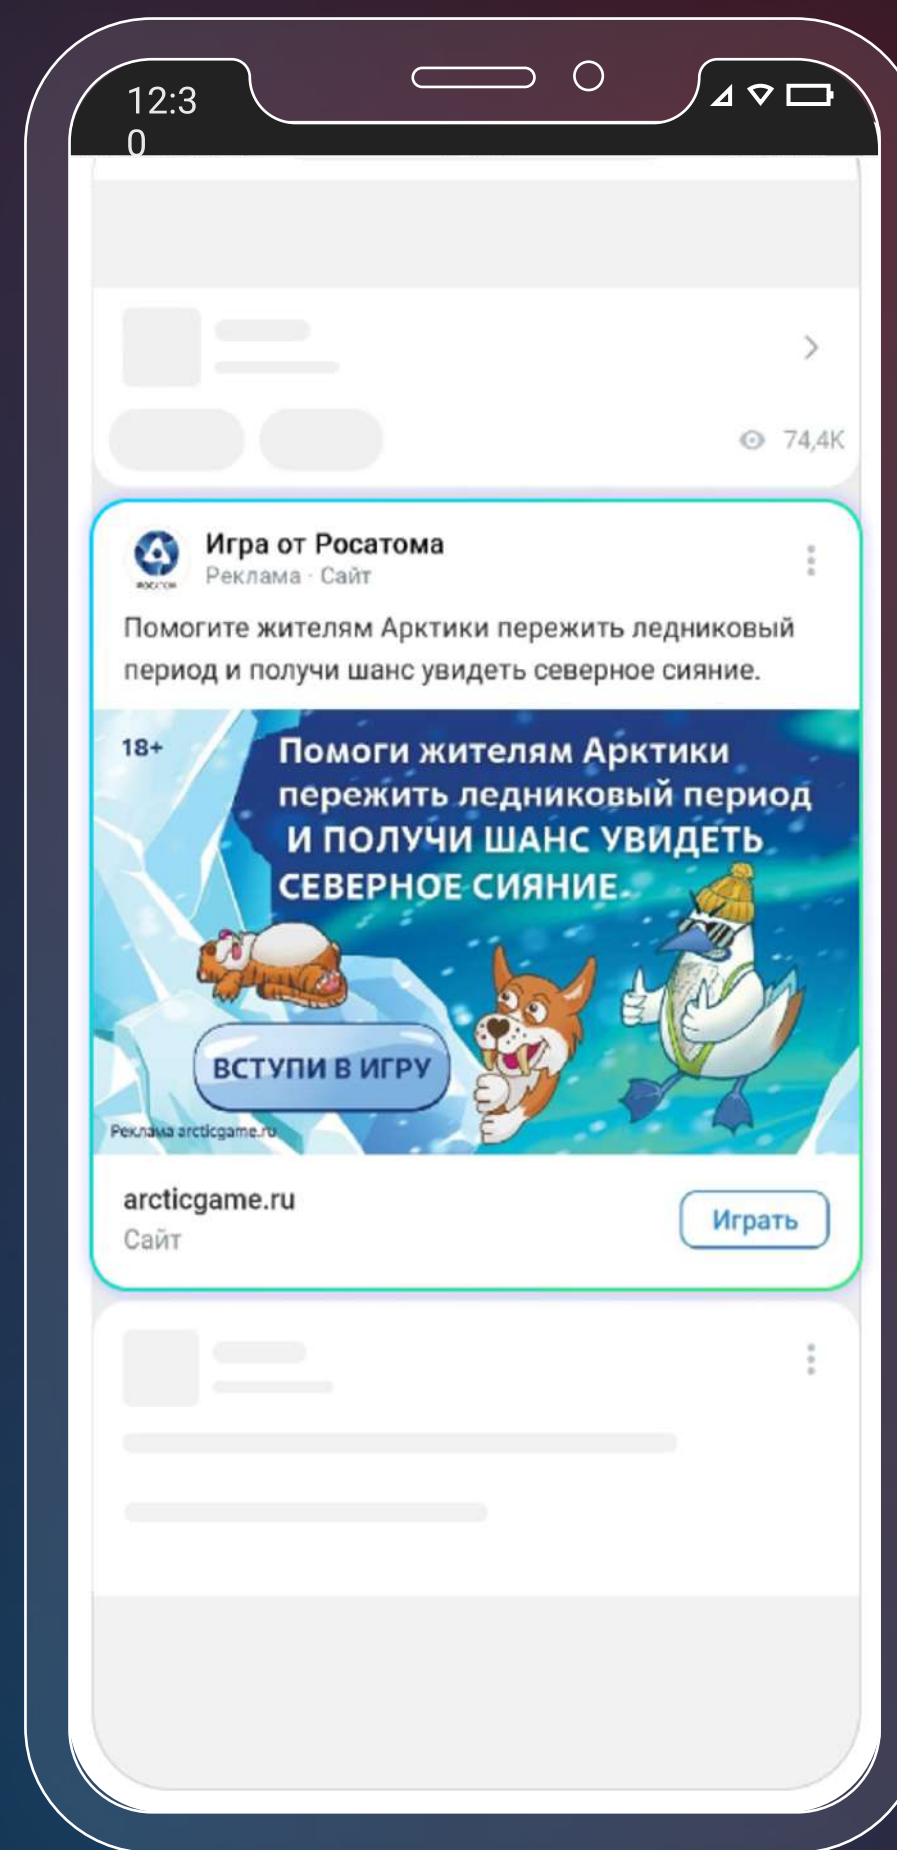 12:3
0
74,4K
Игра от Росатома
Реклама · Сайт
Помогите жителям Арктики пережить ледниковый
период и получи шанс увидеть северное сияние.
18+
Помоги жителям Арктики
пережить ледниковый период
И ПОЛУЧИ ШАНС УВИДЕТЬ
СЕВЕРНОЕ СИЯНИЕ.
ВСТУПИ В ИГРУ
Реклама arcticgame.ru
arcticgame.ru
Играть
Сайт